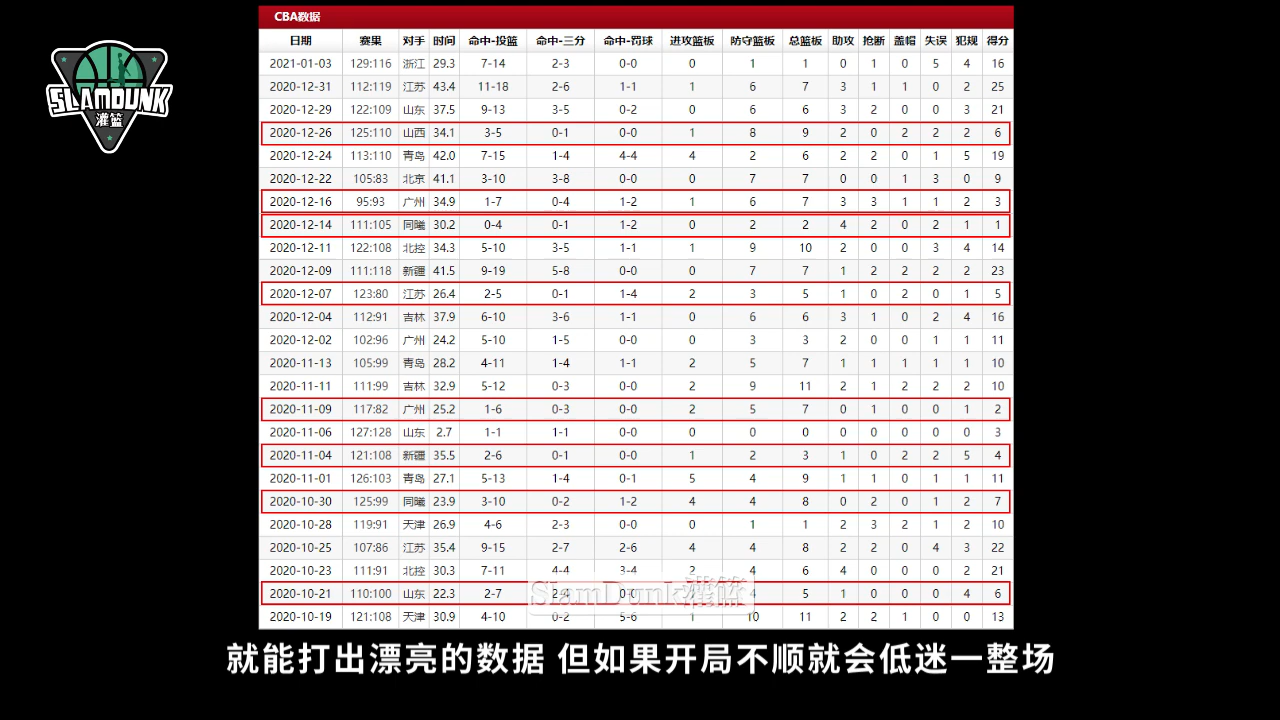 CBA数据
日期 赛果 对手 时间 命中-投篮 命中-三分 命中-罚球 进攻篮板 防守篮板 总篮板 助攻 抢断 盖帽 失误 犯规 得分
2021-01-03 129:116 浙江 29.3 7-14 2-3 0-0 0 1 1 0 1 0 5 4 16
2020-12-31 112:119 江苏 43.4 11-18 2-6 1-1 1 6 7 3 1 1 0 2 25
2020-12-29 122:109 山东 37.5 9-13 3-5 0-2 0 6 6 3 2 0 0 3 21
2020-12-26 125:110 山西 34.1 3-5 0-1 0-0 1 8 9 2 0 2 2 2 6
2020-12-24 113:110 青岛 42.0 7-15 1-4 4-4 4 2 6 2 2 0 1 5 19
2020-12-22 105:83 北京 41.1 3-10 3-8 0-0 0 7 7 0 0 1 3 0 9
2020-12-16 95:93 广州 34.9 1-7 0-4 1-2 1 6 7 3 3 1 1 2 3
2020-12-14 111:105 同曦 30.2 0-4 0-1 1-2 0 2 2 4 2 0 2 1 1
2020-12-11 122:108 北控 34.3 5-10 3-5 1-1 1 9 10 2 0 0 3 4 14
2020-12-09 111:118 新疆 41.5 9-19 5-8 0-0 0 7 7 1 2 2 2 2 23
2020-12-07 123:80 江苏 26.4 2-5 0-1 1-4 2 3 5 1 0 2 0 1 5
2020-12-04 112:91 吉林 37.9 6-10 3-6 1-1 0 6 6 3 1 0 2 4 16
2020-12-02 102:96 广州 24.2 5-10 1-5 0-0 0 3 3 2 0 0 1 1 11
2020-11-13 105:99 青岛 28.2 4-11 1-4 1-1 2 5 7 1 1 1 1 1 10
2020-11-11 111:99 吉林 32.9 5-12 0-3 0-0 2 9 11 2 1 2 2 2 10
2020-11-09 117:82 广州 25.2 1-6 0-3 0-0 2 5 7 0 1 0 0 1 2
2020-11-06 127:128 山东 2.7 1-1 1-1 0-0 0 0 0 0 0 0 0 0 3
2020-11-04 121:108 新疆 35.5 2-6 0-1 0-0 1 2 3 1 0 2 2 5 4
2020-11-01 126:103 青岛 27.1 5-13 1-4 0-1 5 4 9 1 1 0 1 1 11
2020-10-30 125:99 同曦 23.9 3-10 0-2 1-2 4 4 8 0 2 0 1 2 7
2020-10-28 119:91 天津 26.9 4-6 2-3 0-0 0 1 1 2 3 2 1 2 10
2020-10-25 107:86 江苏 35.4 9-15 2-7 2-6 4 4 8 2 2 0 4 3 22
2020-10-23 111:91 北控 30.3 7-11 4-4 3-4 2 4 6 4 0 0 0 2 21
2020-10-21 110:100 山东 22.3 2-7 2-4 5 1 0 0 0 4 6
2020-10-19 121:108 天津 30.9 4-10 0-2 5-6 1 10 11 2 2 1 0 0 13
SLAMDUNK
灌篮
SlamDunk灌篮
就能打出漂亮的数据 但如果开局不顺就会低迷一整场